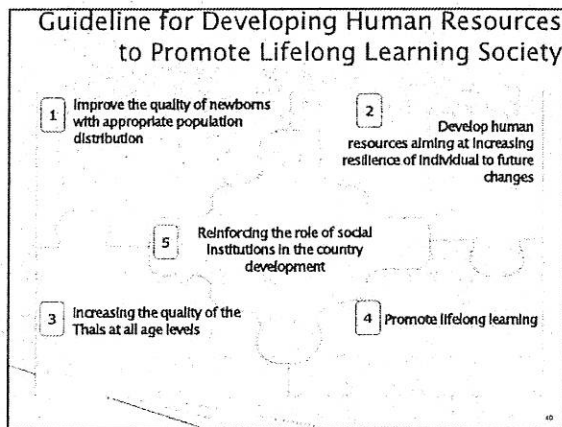 Guideline for Developing Human Resources
to Promote Lifelong Learning Society
1
Improve the quality of newborns
with appropriate population
distribution
2
Develop human
resources aiming at increasing
resilience of individual to future
changes
5
Reinforcing the role of social
institutions in the country
development
3
Increasing the quality of the
Thais at all age levels
4
Promote lifelong learning